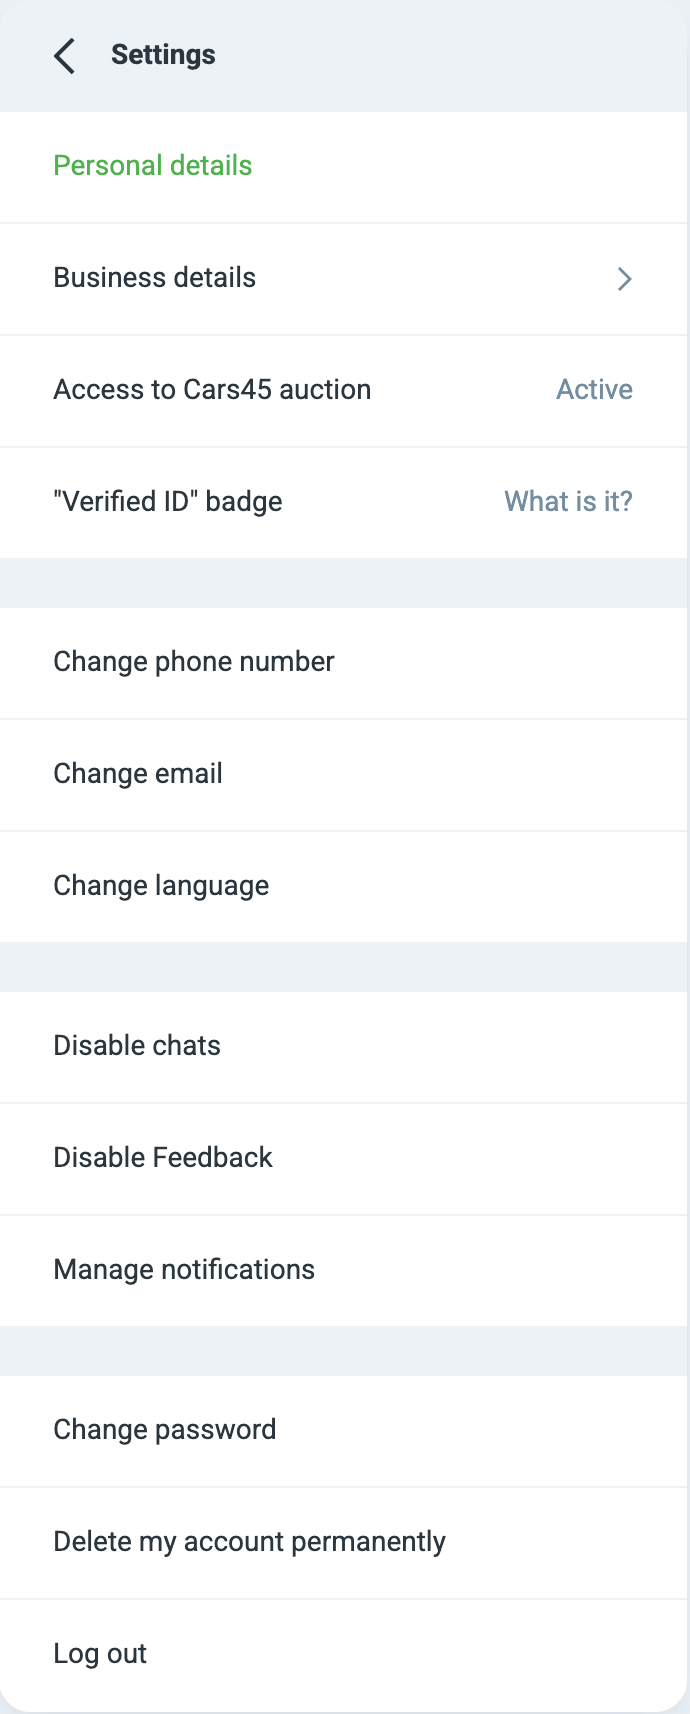 Settings
Personal details
Business details
Access to Cars45 auction Active
"Verified ID" badge What is it?
Change phone number
Change email
Change language
Disable chats
Disable Feedback
Manage notifications
Change password
Delete my account permanently
Log out